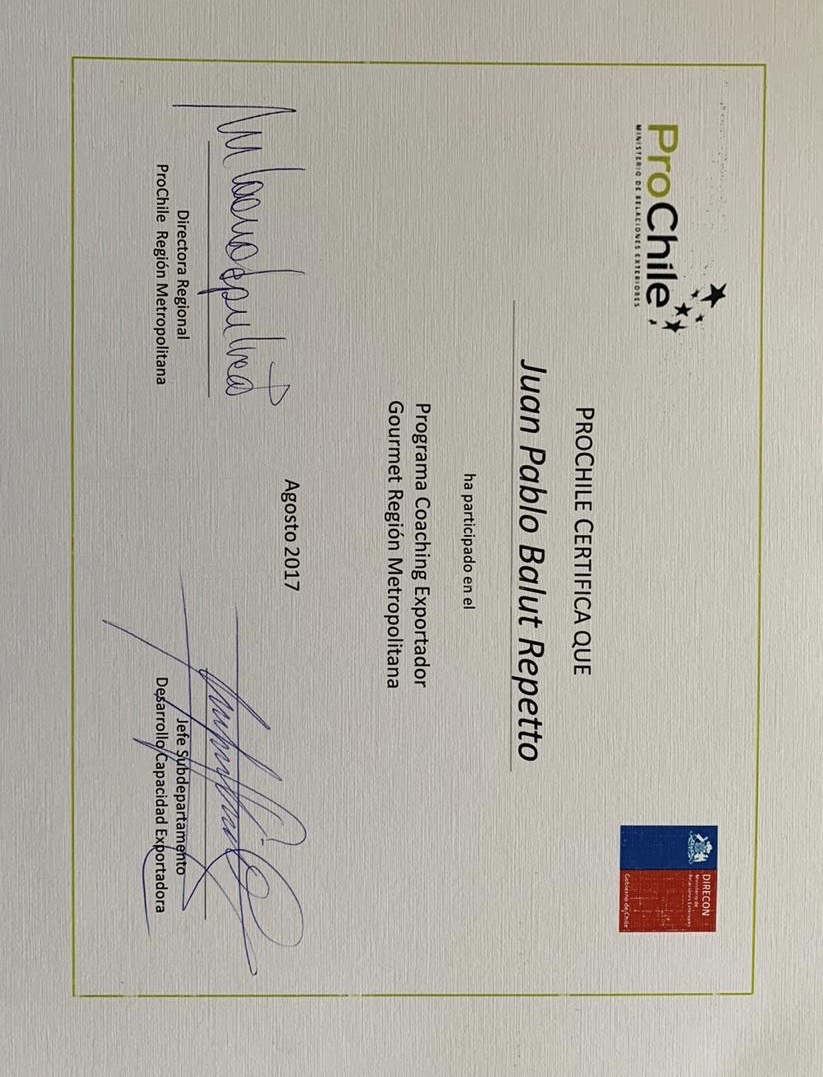 ProChile
MINISTERIO DE RELACIONES EXTERIORES
DIRECON
Ministerio de
Relaciones Exteriores
Gobierno de Chile
PROCHILE CERTIFICA QUE
Juan Pablo Balut Repetto
ha participado en el
Programa Coaching Exportador
Gourmet Región Metropolitana
Agosto 2017
Directora Regional
ProChile Región Metropolitana
Jefe Subdepartamento
Desarrollo Capacidad Exportadora